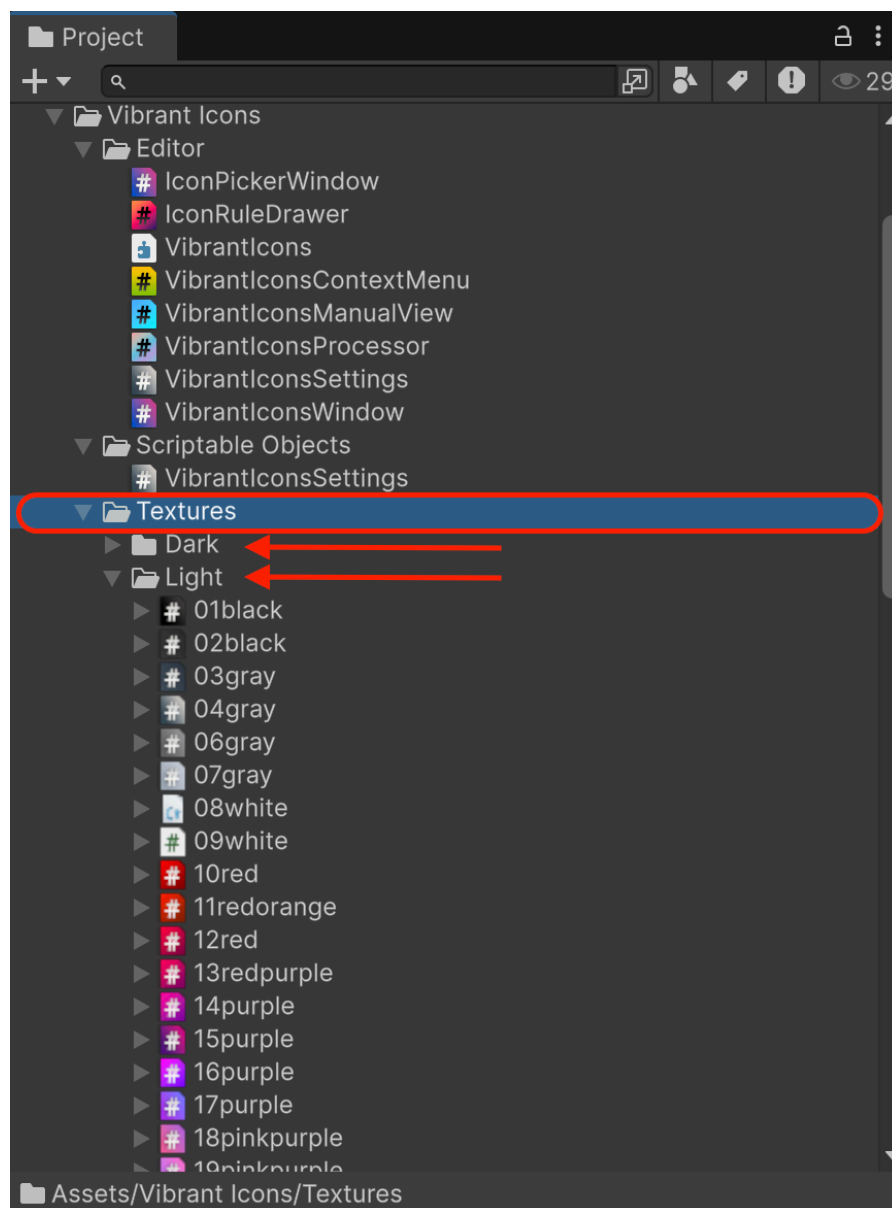 Project
29
Vibrant Icons
Editor
# IconPickerWindow
# IconRuleDrawer
VibrantIcons
# VibrantIconsContextMenu
# VibrantIconsManualView
# VibrantIconsProcessor
# VibrantIconsSettings
# VibrantIconsWindow
Scriptable Objects
# VibrantIconsSettings
Textures
Dark
Light
# 01black
# 02black
# 03gray
# 04gray
# 06gray
# 07gray
C# 08white
# 09white
# 10red
# 11redorange
# 12red
# 13redpurple
# 14purple
# 15purple
# 16purple
# 17purple
# 18pinkpurple
19pinkpurple
Assets/Vibrant Icons/Textures